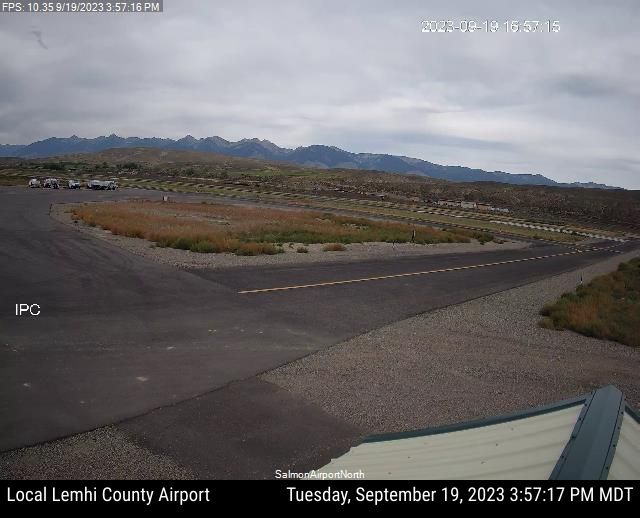 FPS: 10.35 9/19/2023 3:57:16 PM
2023-09-19 15:57:15
IPC
SalmonAirportNorth
Local Lemhi County Airport Tuesday, September 19, 2023 3:57:17 PM MDT